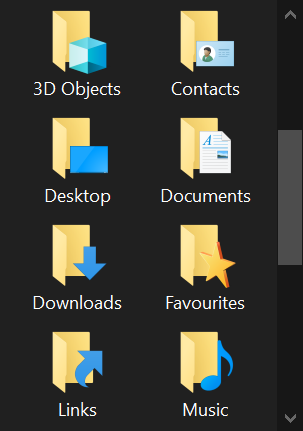 3D Objects
Contacts
Desktop
Documents
Downloads
Favourites
Links
Music